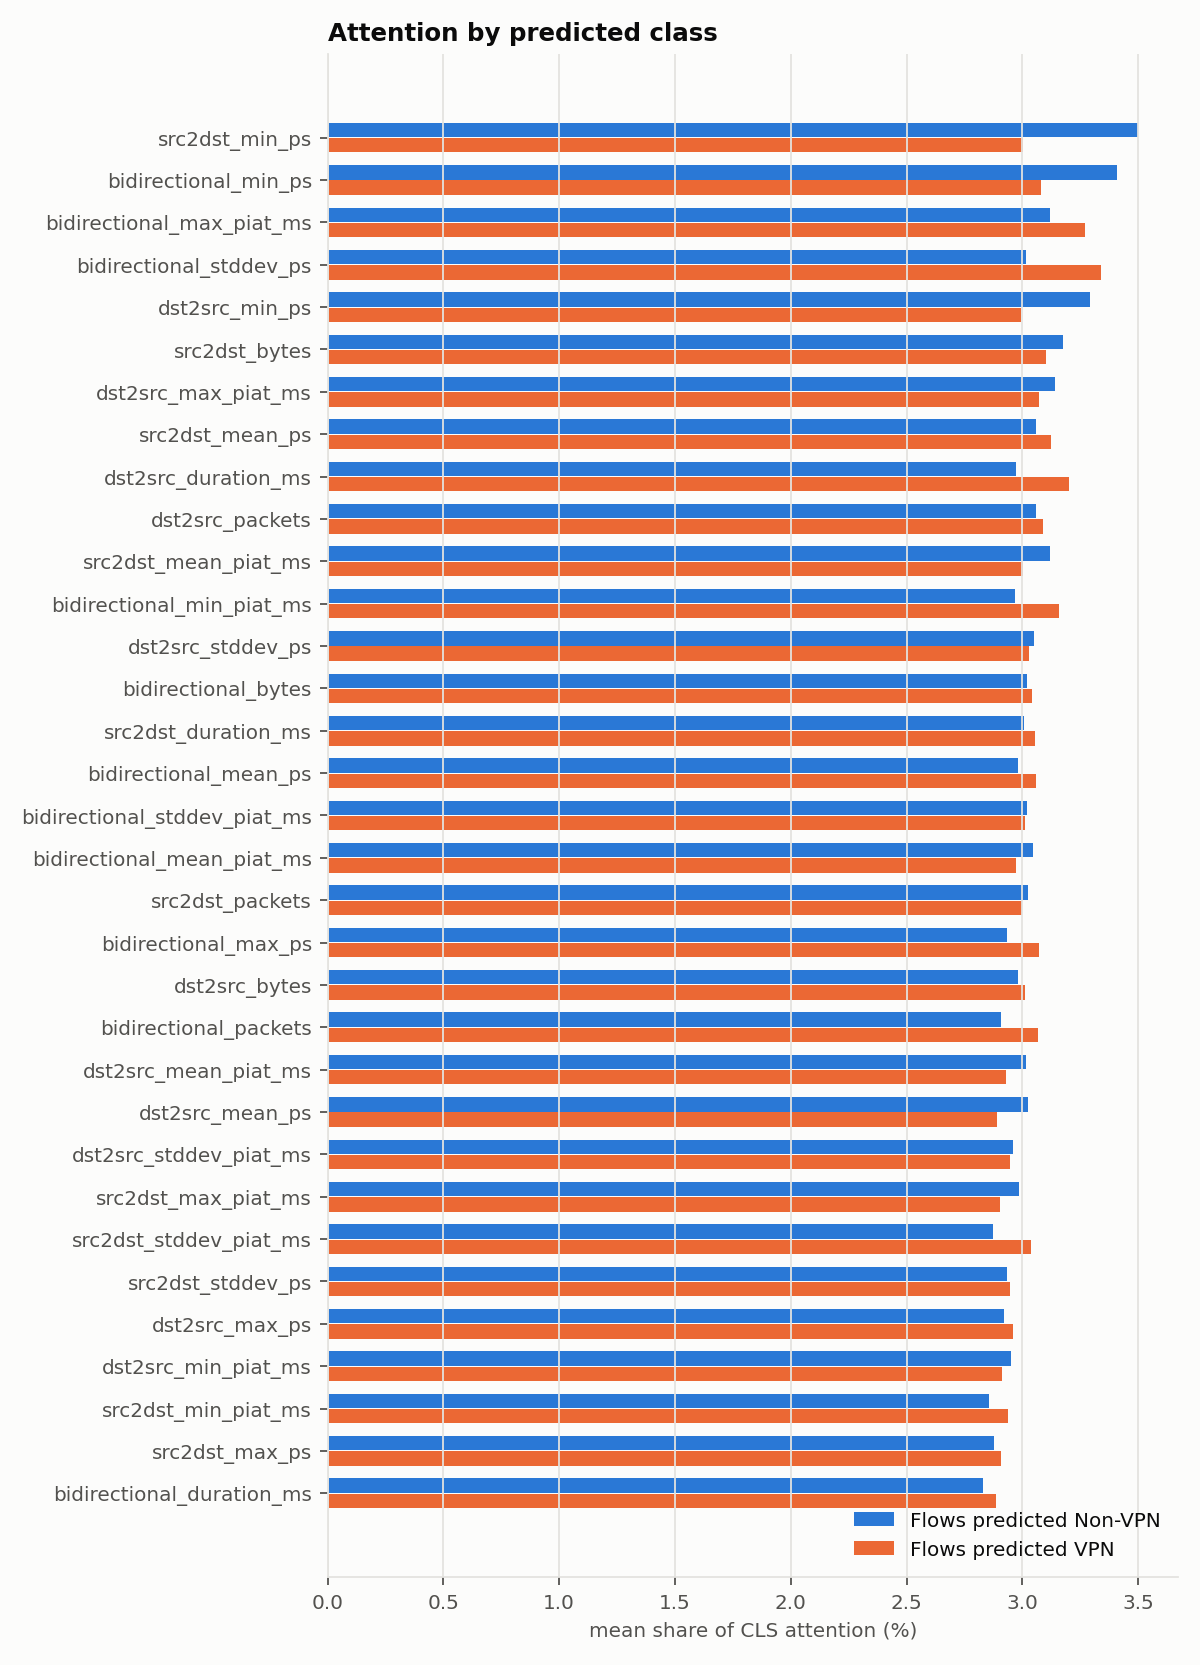 Attention by predicted class
src2dst_min_ps
bidirectional_min_ps
bidirectional_max_piat_ms
bidirectional_stddev_ps
dst2src_min_ps
src2dst_bytes
dst2src_max_piat_ms
src2dst_mean_ps
dst2src_duration_ms
dst2src_packets
src2dst_mean_piat_ms
bidirectional_min_piat_ms
dst2src_stddev_ps
bidirectional_bytes
src2dst_duration_ms
bidirectional_mean_ps
bidirectional_stddev_piat_ms
bidirectional_mean_piat_ms
src2dst_packets
bidirectional_max_ps
dst2src_bytes
bidirectional_packets
dst2src_mean_piat_ms
dst2src_mean_ps
dst2src_stddev_piat_ms
src2dst_max_piat_ms
src2dst_stddev_piat_ms
src2dst_stddev_ps
dst2src_max_ps
dst2src_min_piat_ms
src2dst_min_piat_ms
src2dst_max_ps
bidirectional_duration_ms
Flows predicted Non-VPN
Flows predicted VPN
0.0 0.5 1.0 1.5 2.0 2.5 3.0 3.5
mean share of CLS attention (%)